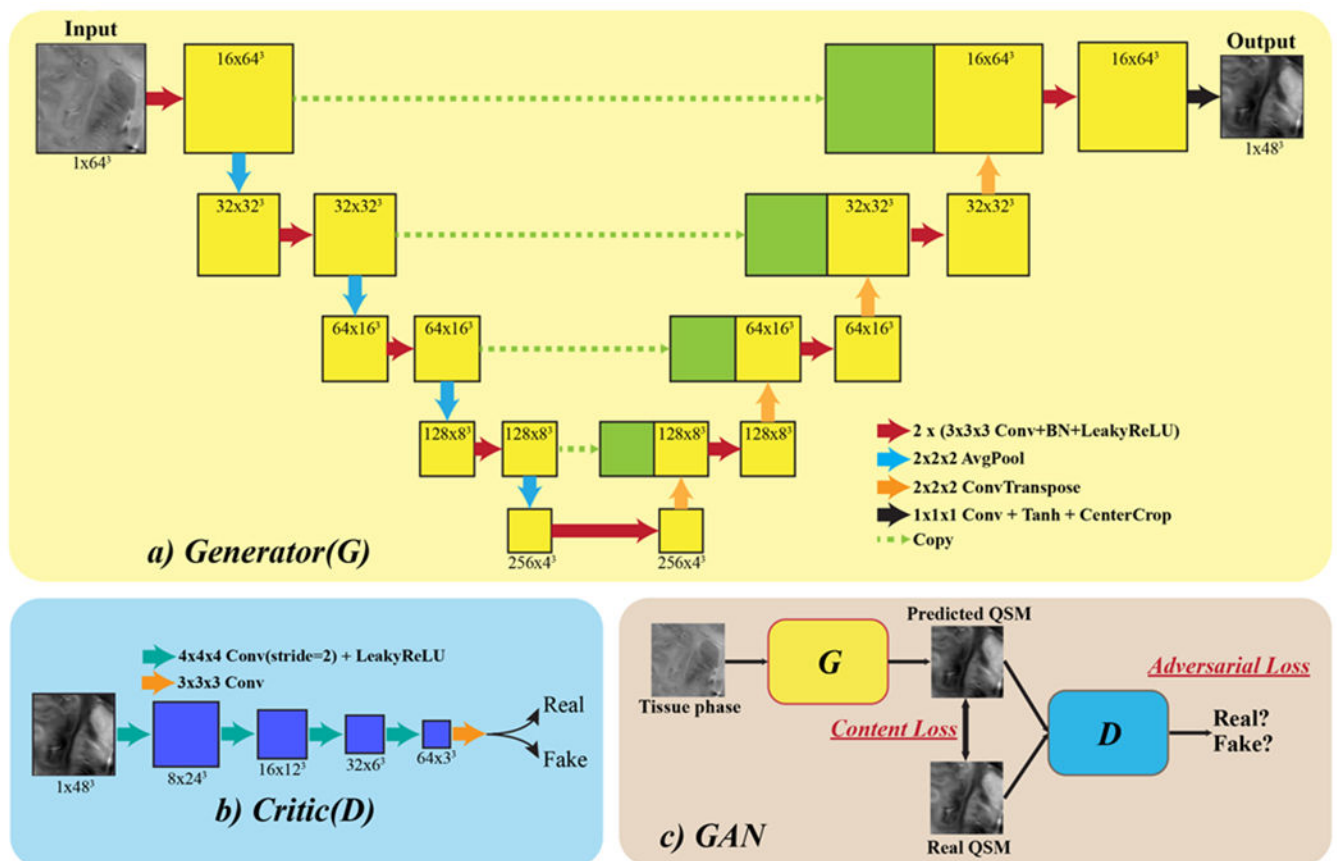 Input
Output
16x64³
16x64³
16x64³
1x64³
1x48³
32x32³
32x32³
32x32³
32x32³
64x16³
64x16³
64x16³
64x16³
128x8³
128x8³
128x8³
128x8³
256x4³
256x4³
2 x (3x3x3 Conv+BN+LeakyReLU)
2x2x2 AvgPool
2x2x2 ConvTranspose
1x1x1 Conv + Tanh + CenterCrop
Copy
a) Generator(G)
4x4x4 Conv(stride=2) + LeakyReLU
3x3x3 Conv
Real
Fake
1x48³
8x24³
16x12³
32x6³
64x3³
b) Critic(D)
Predicted QSM
G
Adversarial Loss
Tissue phase
Content Loss
D
Real?
Fake?
Real QSM
c) GAN